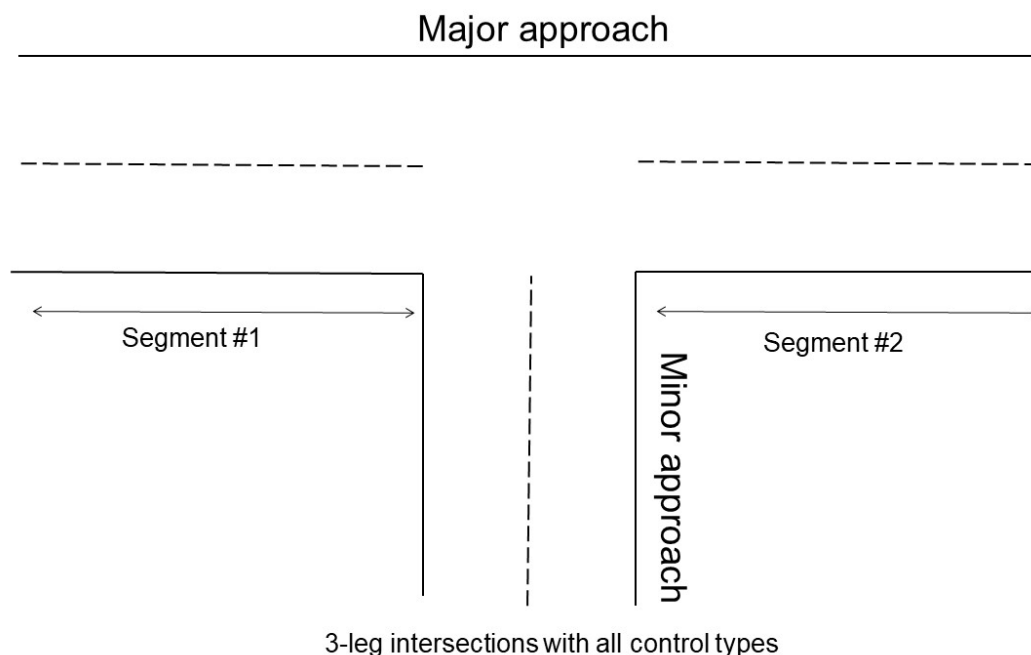 Major approach
Segment #1
Segment #2
Minor approach
3-leg intersections with all control types